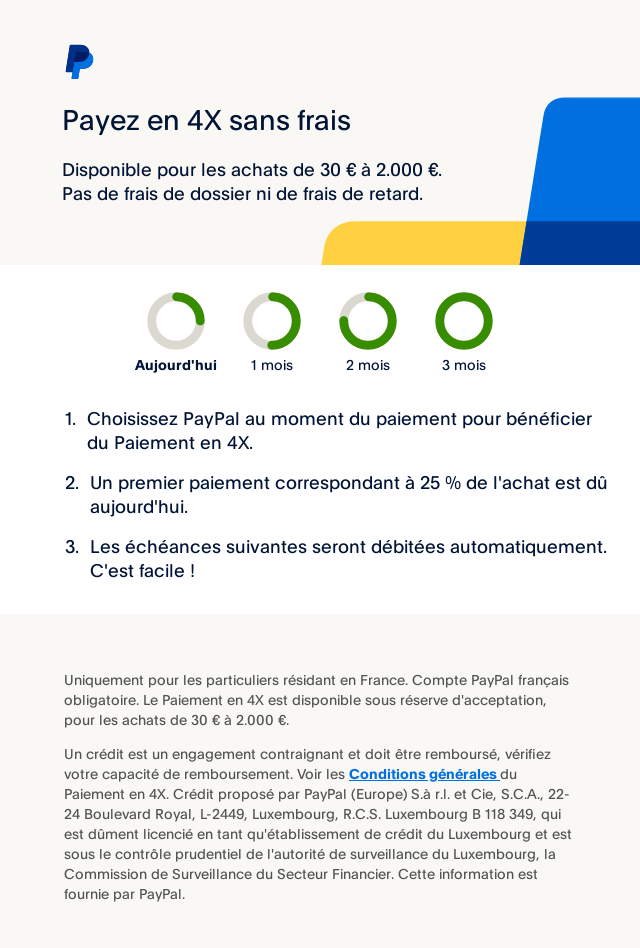 Payez en 4X sans frais
Disponible pour les achats de 30 € à 2.000 €.
Pas de frais de dossier ni de frais de retard.
Aujourd'hui 1 mois 2 mois 3 mois
1. Choisissez PayPal au moment du paiement pour bénéficier
du Paiement en 4X.
2. Un premier paiement correspondant à 25 % de l'achat est dû
aujourd'hui.
3. Les échéances suivantes seront débitées automatiquement.
C'est facile !
Uniquement pour les particuliers résidant en France. Compte PayPal français
obligatoire. Le Paiement en 4X est disponible sous réserve d'acceptation,
pour les achats de 30 € à 2.000 €.
Un crédit est un engagement contraignant et doit être remboursé, vérifiez
votre capacité de remboursement. Voir les Conditions générales du
Paiement en 4X. Crédit proposé par PayPal (Europe) S.à r.l. et Cie, S.C.A., 22-
24 Boulevard Royal, L-2449, Luxembourg, R.C.S. Luxembourg B 118 349, qui
est dûment licencié en tant qu'établissement de crédit du Luxembourg et est
sous le contrôle prudentiel de l'autorité de surveillance du Luxembourg, la
Commission de Surveillance du Secteur Financier. Cette information est
fournie par PayPal.